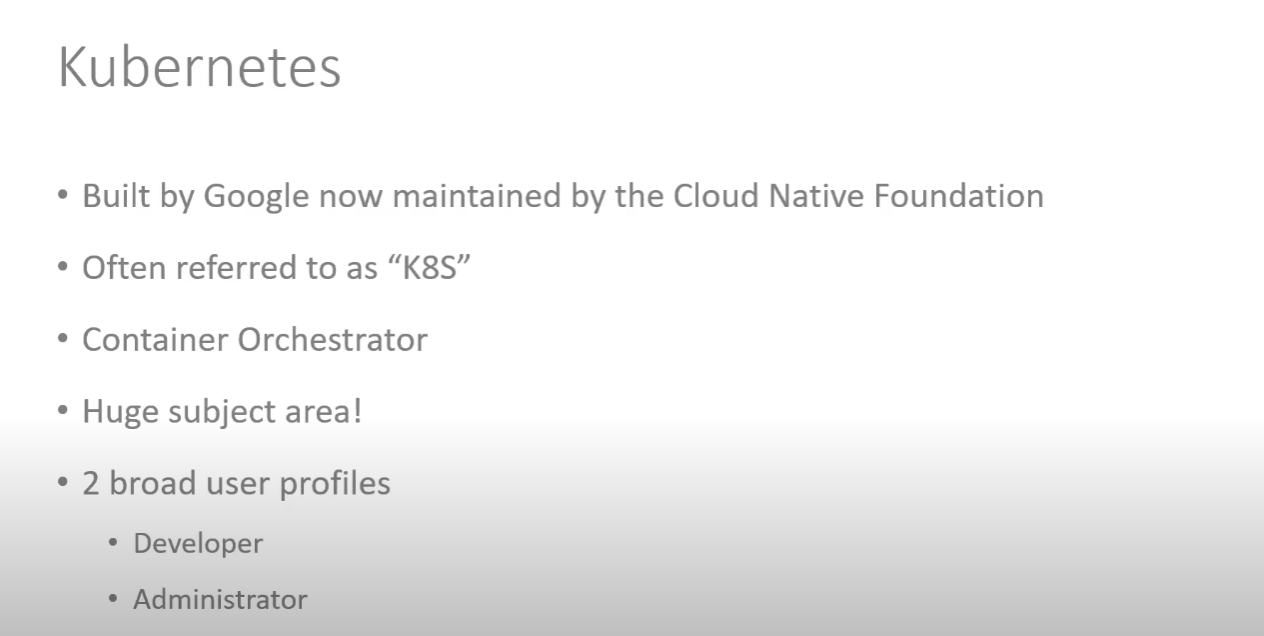 Kubernetes
• Built by Google now maintained by the Cloud Native Foundation
• Often referred to as “K8S”
• Container Orchestrator
• Huge subject area!
• 2 broad user profiles
• Developer
• Administrator